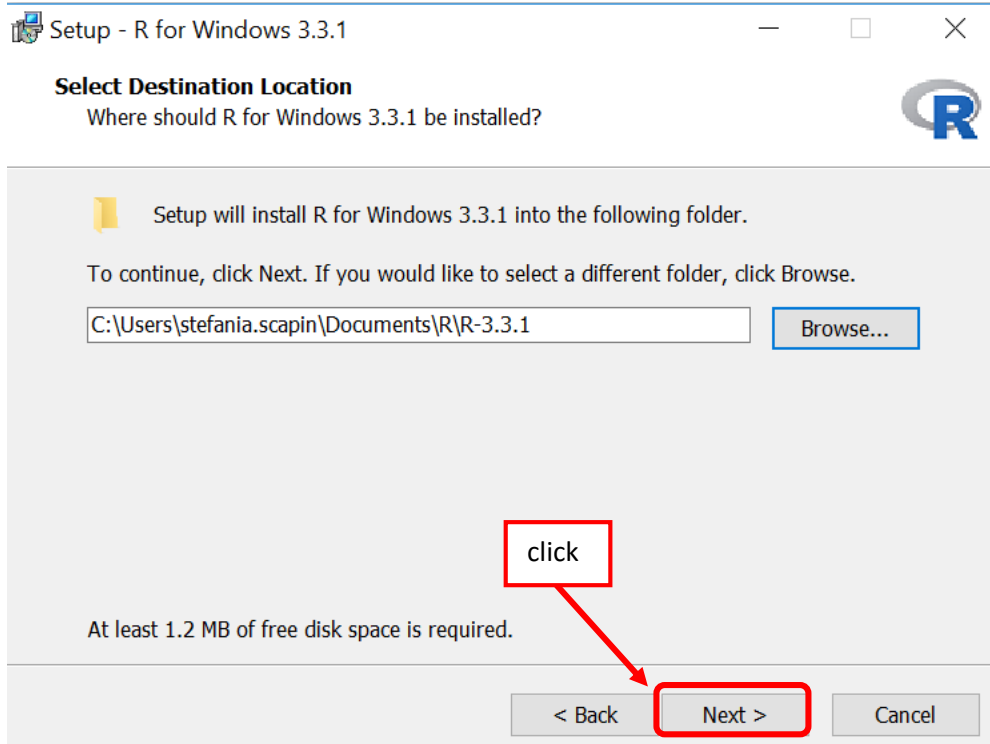 Setup - R for Windows 3.3.1
Select Destination Location
Where should R for Windows 3.3.1 be installed?
R
Setup will install R for Windows 3.3.1 into the following folder.
To continue, click Next. If you would like to select a different folder, click Browse.
C:\Users\stefania.scapin\Documents\R\R-3.3.1
Browse...
click
At least 1.2 MB of free disk space is required.
< Back Next > Cancel